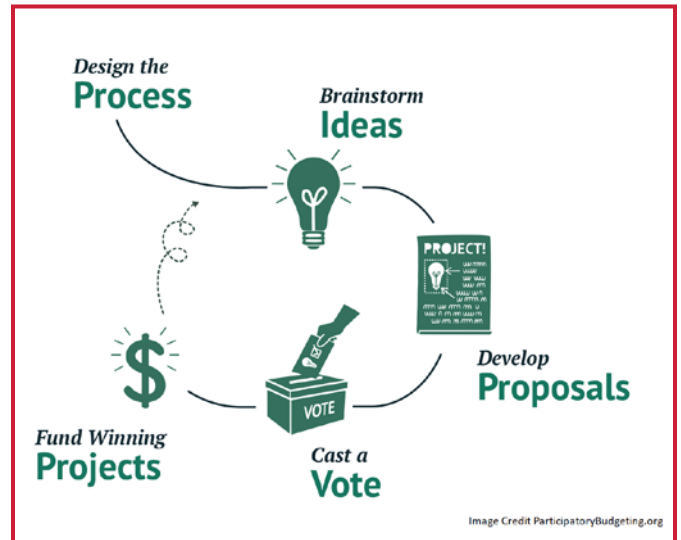 Design the
Process
Brainstorm
Ideas
PROJECT!
Develop
Proposals
VOTE
Cast a
Vote
Fund Winning
Projects
Image Credit ParticipatoryBudgeting.org